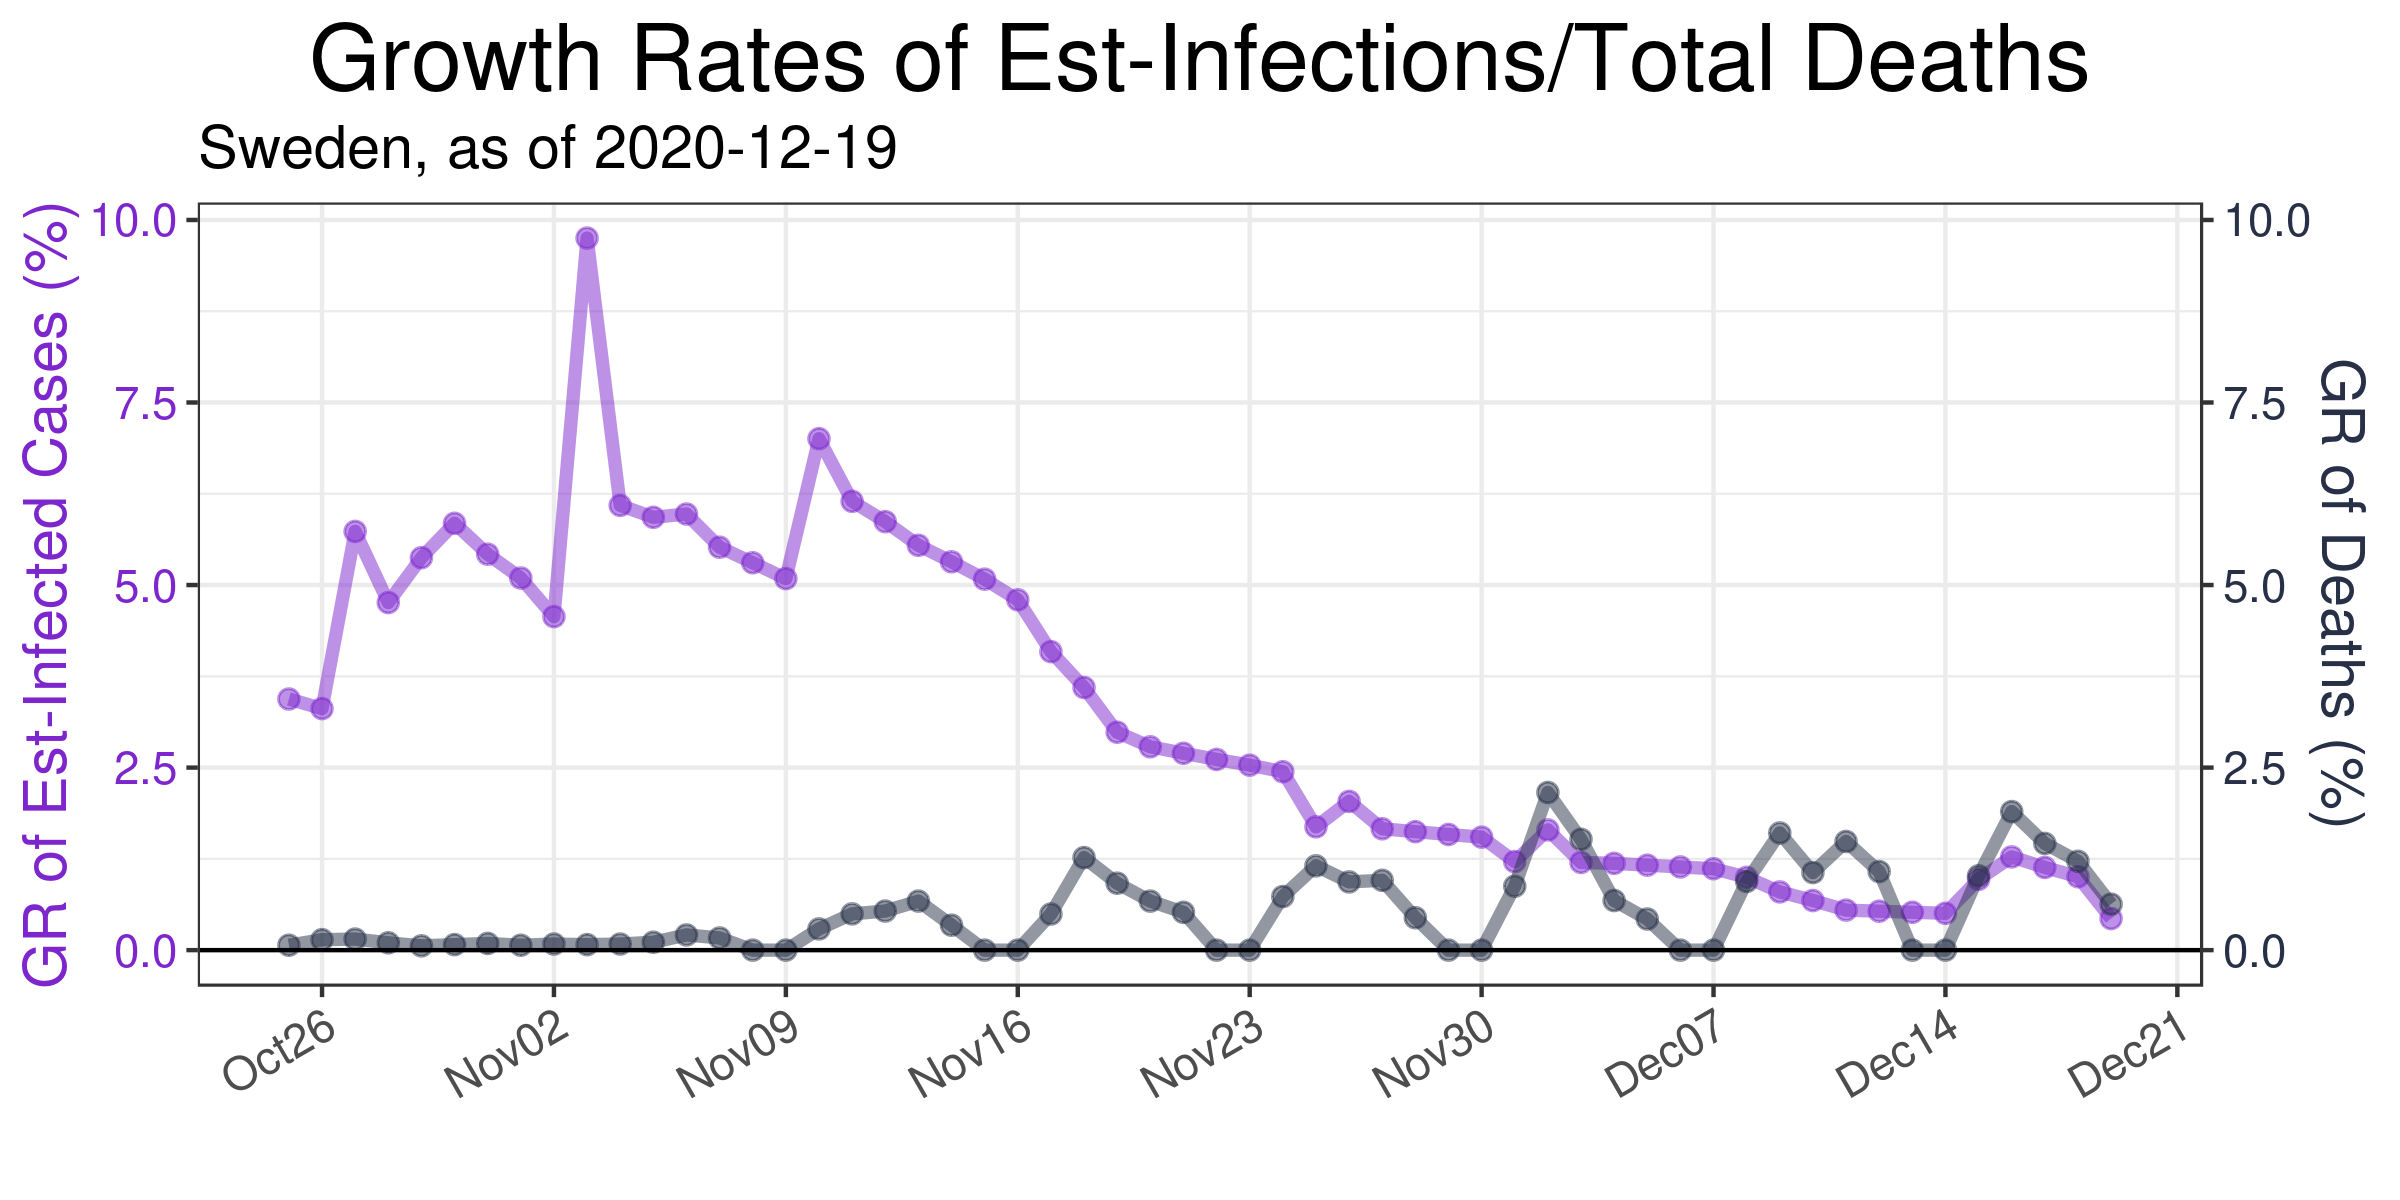 Growth Rates of Est-Infections/Total Deaths
Sweden, as of 2020-12-19
GR of Est-Infected Cases (%)
10.0
7.5
5.0
2.5
0.0
10.0
7.5
5.0
2.5
0.0
GR of Deaths (%)
Oct26
Nov02
Nov09
Nov16
Nov23
Nov30
Dec07
Dec14
Dec21